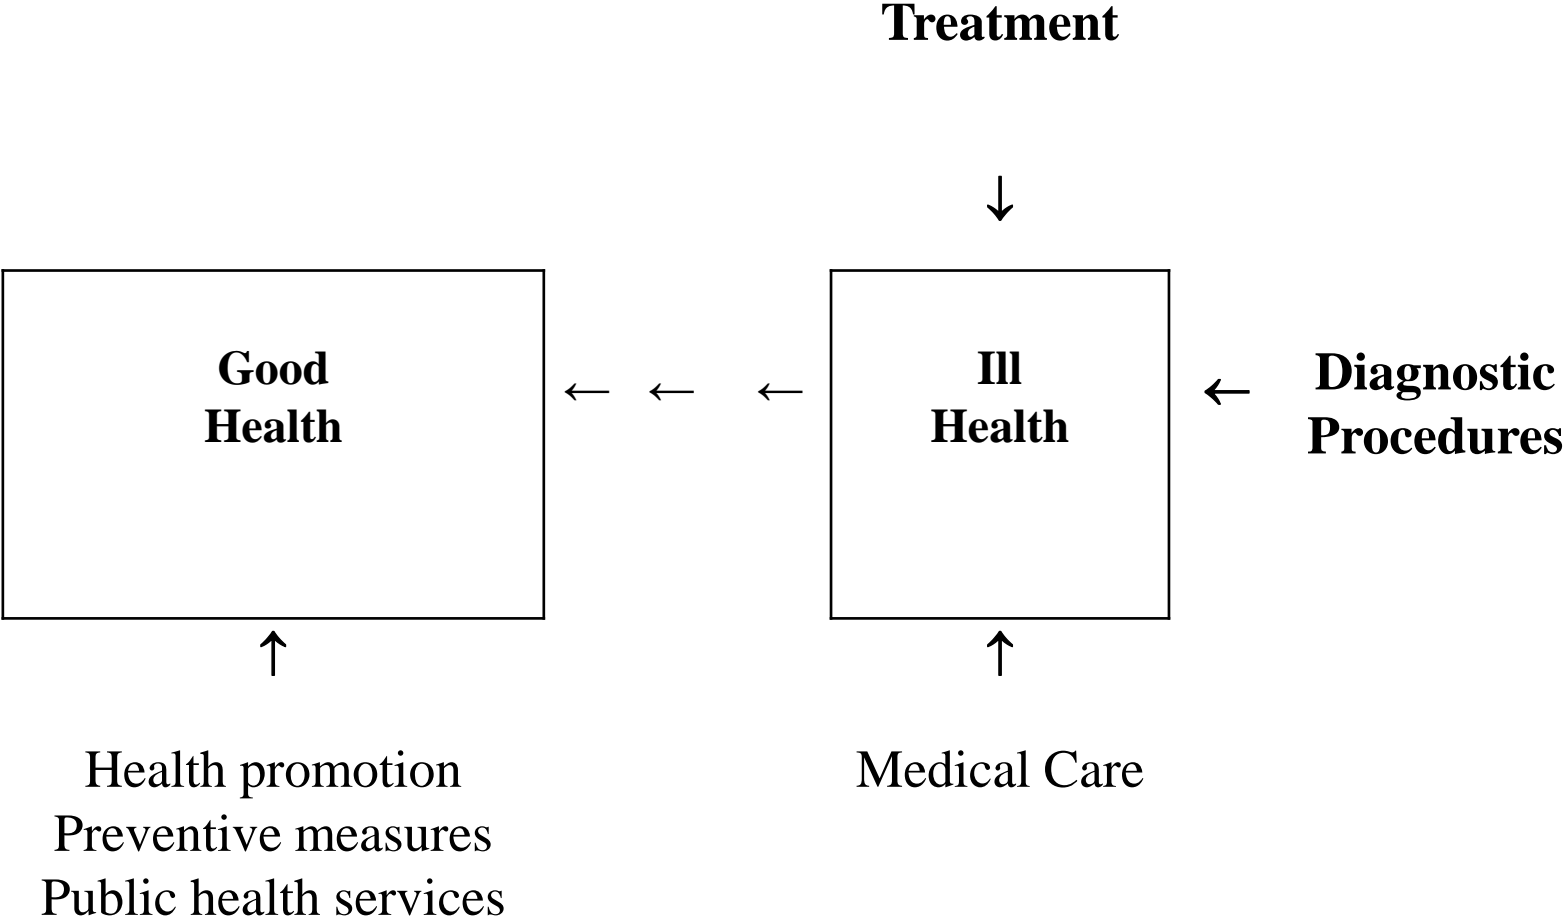 Treatment
↓
Good
Health
← ← ←
Ill
Health
←
Diagnostic
Procedures
↑
↑
Health promotion
Preventive measures
Public health services
Medical Care